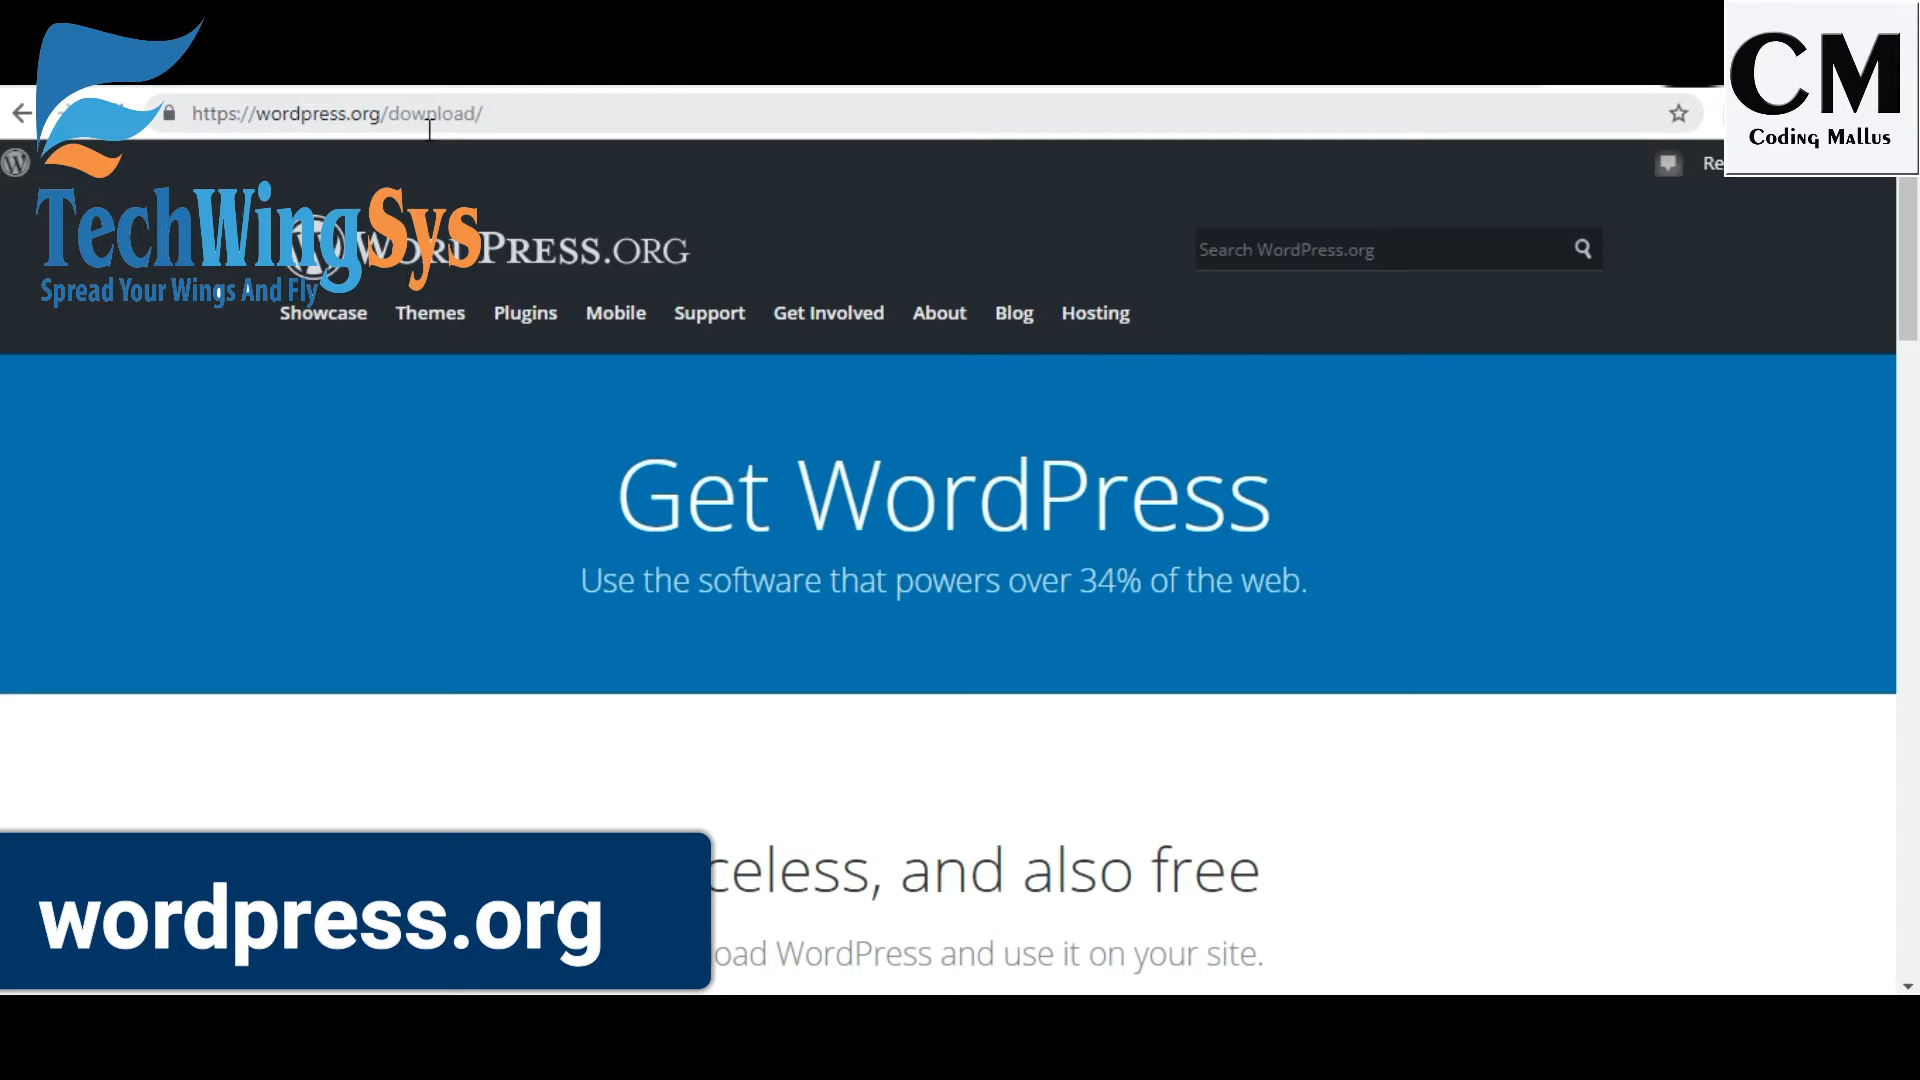 CM
Coding Mallus
https://wordpress.org/download/
TechWingSys
Spread Your Wings And Fly
WORDPRESS.ORG
Search WordPress.org
Showcase Themes Plugins Mobile Support Get Involved About Blog Hosting
Get WordPress
Use the software that powers over 34% of the web.
, and also free
WordPress and use it on your site.
wordpress.org